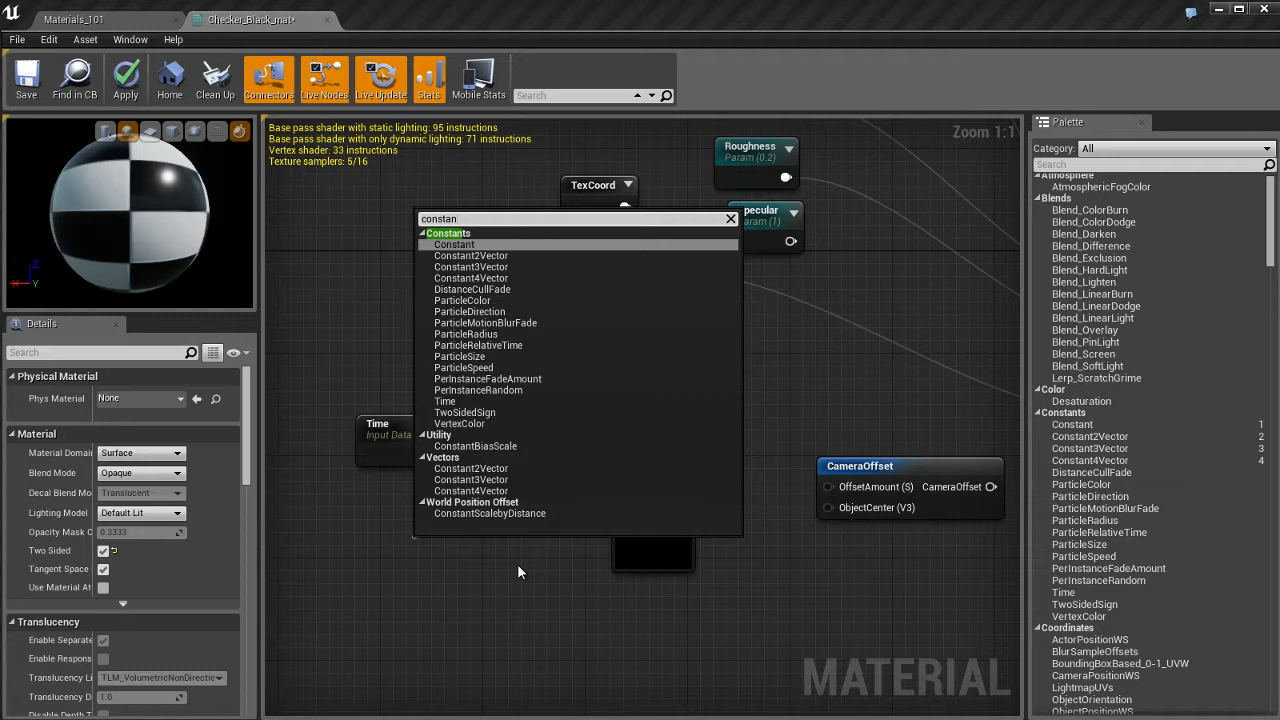 Materials_101
Checker_Black_mat*
File Edit Asset Window Help
Save Find in CB Apply Home Clean Up Connectors Live Nodes Live Update Stats Mobile Stats Search
Base pass shader with static lighting: 95 instructions
Base pass shader with only dynamic lighting: 71 instructions
Vertex shader: 33 instructions
Texture samplers: 5/16
Zoom 1:1
Roughness
Param (0.2)
TexCoord
pecular
aram (1)
constan
Constants
Constant
Constant2Vector
Constant3Vector
Constant4Vector
DistanceCullFade
ParticleColor
ParticleDirection
ParticleMotionBlurFade
ParticleRadius
ParticleRelativeTime
ParticleSize
ParticleSpeed
PerInstanceFadeAmount
PerInstanceRandom
Time
TwoSidedSign
VertexColor
Utility
ConstantBiasScale
Vectors
Constant2Vector
Constant3Vector
Constant4Vector
World Position Offset
ConstantScalebyDistance
Time
Input Data
CameraOffset
OffsetAmount (S) CameraOffset
ObjectCenter (V3)
MATERIAL
Z
X
Y
Details
Search
Physical Material
Phys Material None
Material
Material Domain Surface
Blend Mode Opaque
Decal Blend Mo Translucent
Lighting Model Default Lit
Opacity Mask C 0.3333
Two Sided
Tangent Space
Use Material At
Translucency
Enable Separate
Enable Respons
Translucency Li TLM_VolumetricNonDirectic
Translucency D 1.0
Disable Depth T
Palette
Category: All
Search
Atmosphere
AtmosphericFogColor
Blends
Blend_ColorBurn
Blend_ColorDodge
Blend_Darken
Blend_Difference
Blend_Exclusion
Blend_HardLight
Blend_Lighten
Blend_LinearBurn
Blend_LinearDodge
Blend_LinearLight
Blend_Overlay
Blend_PinLight
Blend_Screen
Blend_SoftLight
Lerp_ScratchGrime
Color
Desaturation
Constants
Constant 1
Constant2Vector 2
Constant3Vector 3
Constant4Vector 4
DistanceCullFade
ParticleColor
ParticleDirection
ParticleMotionBlurFade
ParticleRadius
ParticleRelativeTime
ParticleSize
ParticleSpeed
PerInstanceFadeAmount
PerInstanceRandom
Time
TwoSidedSign
VertexColor
Coordinates
ActorPositionWS
BlurSampleOffsets
BoundingBoxBased_0-1_UVW
CameraPositionWS
LightmapUVs
ObjectOrientation
ObjectPositionWS